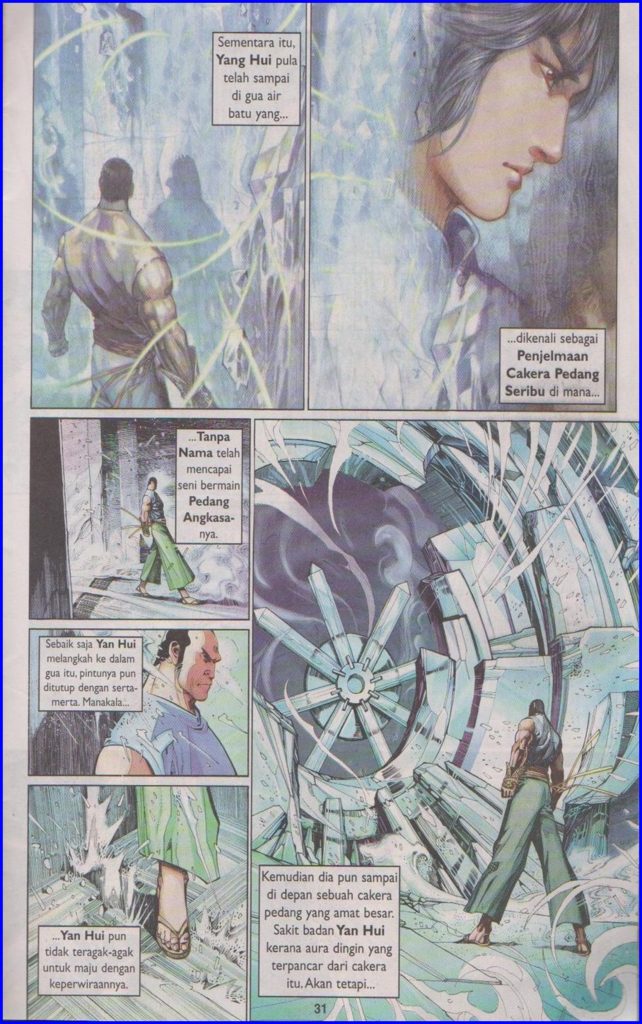 Sementara itu,
Yang Hui pula
telah sampai
di gua air
batu yang...
...dikenali sebagai
Penjelmaan
Cakera Pedang
Seribu di mana...
...Tanpa
Nama telah
mencapai
seni bermain
Pedang
Angkasa-
nya.
Sebaik saja Yan Hui
melangkah ke dalam
gua itu, pintunya pun
ditutup dengan serta-
merta. Manakala...
...Yan Hui pun
tidak teragak-agak
untuk maju dengan
keperwiraannya.
Kemudian dia pun sampai
di depan sebuah cakera
pedang yang amat besar.
Sakit badan Yan Hui
kerana aura dingin yang
terpancar dari cakera
itu. Akan tetapi...
31